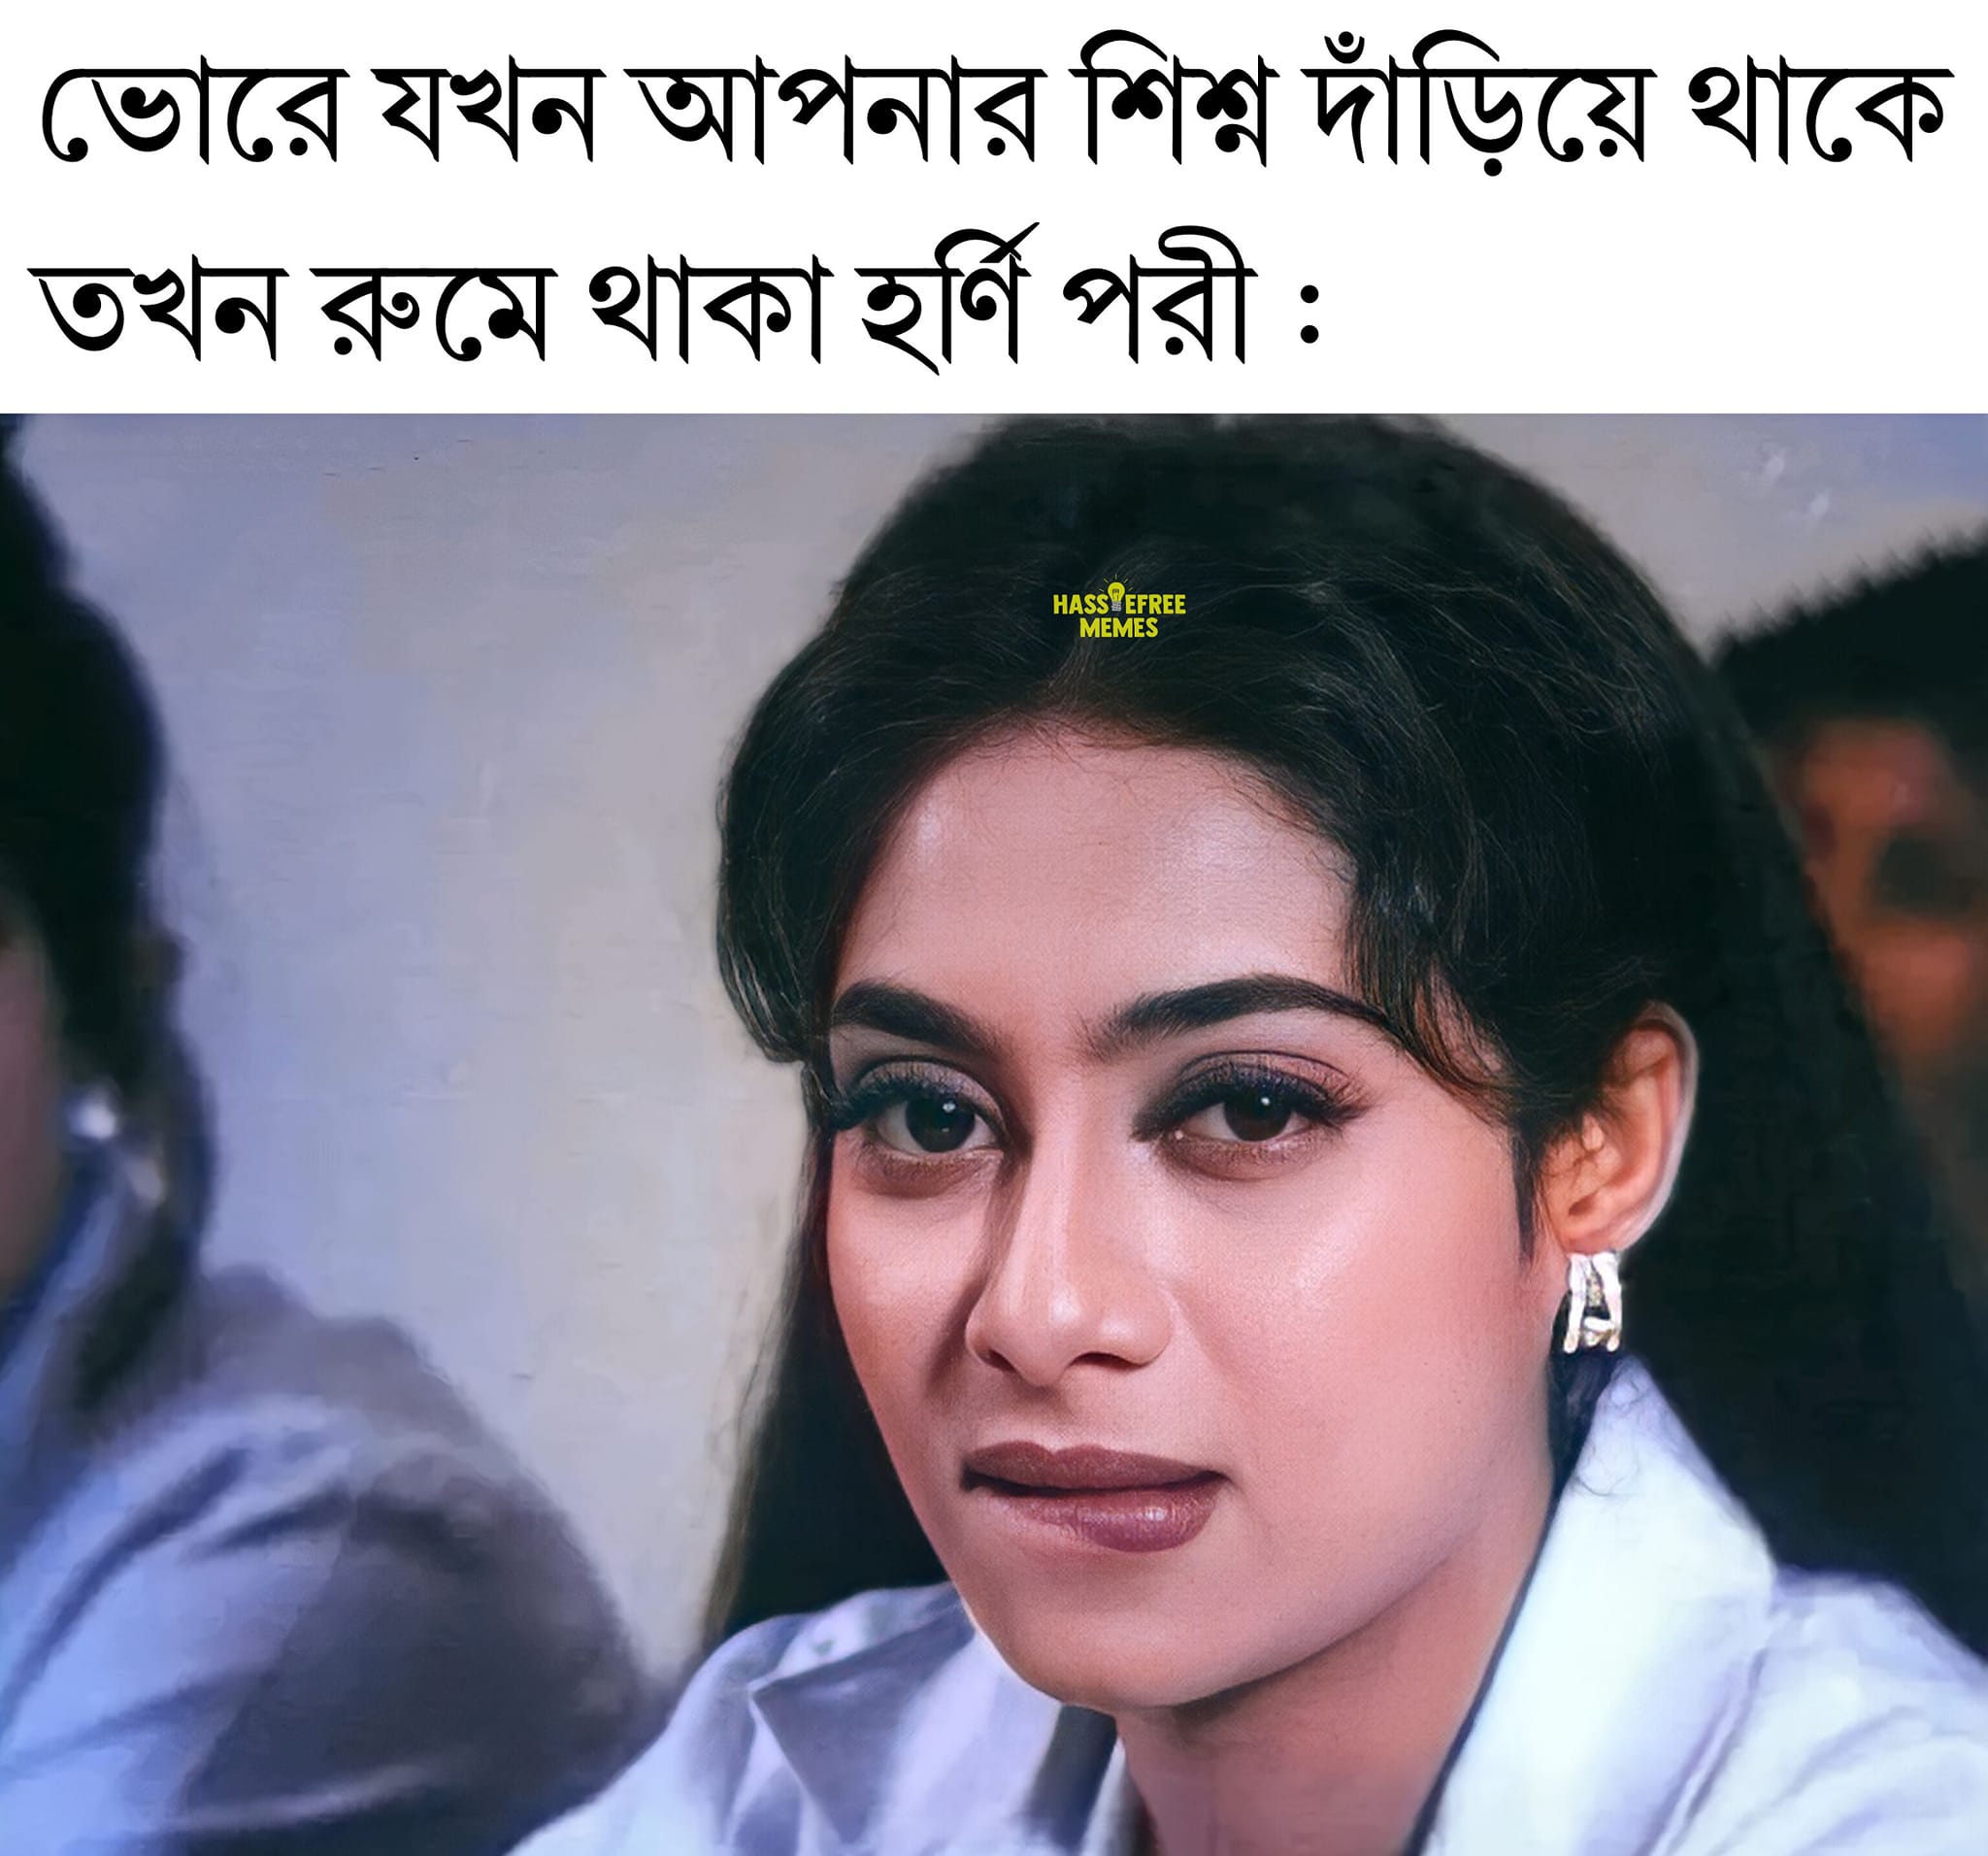 ভোরে যখন আপনার শিশ্ন দাঁড়িয়ে থাকে
তখন রুমে থাকা হর্ণি পরী :
HASSLEFREE
MEMES